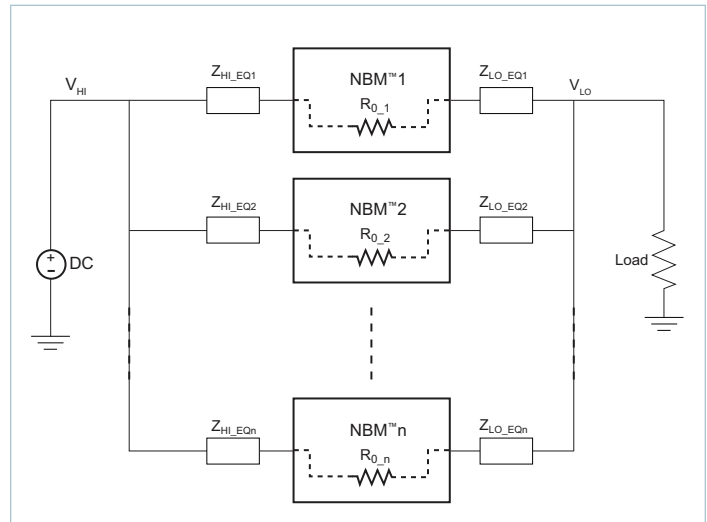 V_HI
Z_HI_EQ1
NBM™1
R_0_1
Z_LO_EQ1
V_LO
Z_HI_EQ2
NBM™2
R_0_2
Z_LO_EQ2
+
DC
Load
Z_HI_EQn
NBM™n
R_0_n
Z_LO_EQn